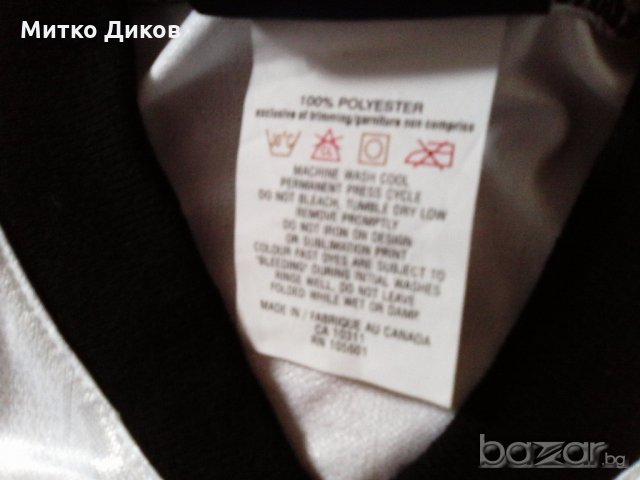 Митко Диков
100% POLYESTER
exclusive of trimming/garniture non comprise
MACHINE WASH COOL
PERMANENT PRESS CYCLE
DO NOT BLEACH, TUMBLE DRY LOW
REMOVE PROMPTLY
DO NOT IRON ON DESIGN
OR SUBLIMATION PRINT
COLOUR FAST DYES ARE SUBJECT TO
"BLEEDING" DURING INITIAL WASHES
RINSE WELL, DO NOT LEAVE
FOLDED WHILE WET OR DAMP
MADE IN / FABRIQUE AU CANADA
CA 10311
RN 105661
bazar.bg